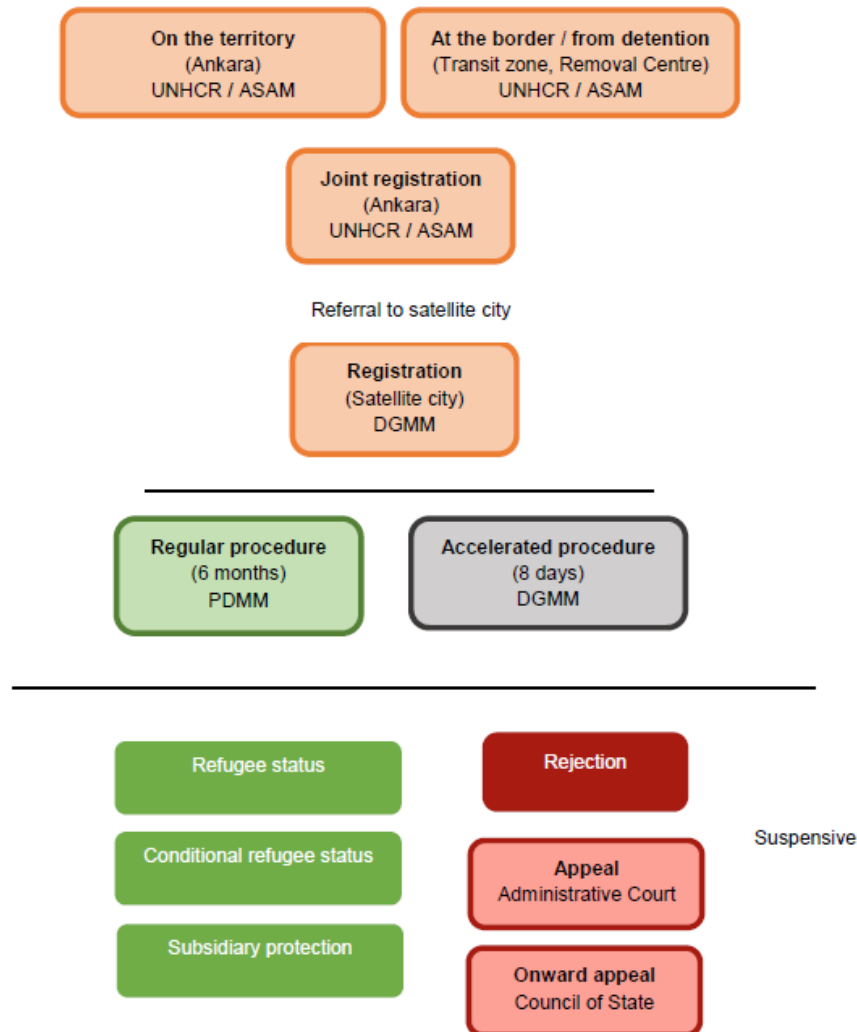 On the territory
(Ankara)
UNHCR / ASAM
At the border / from detention
(Transit zone, Removal Centre)
UNHCR / ASAM
Joint registration
(Ankara)
UNHCR / ASAM
Referral to satellite city
Registration
(Satellite city)
DGMM
Regular procedure
(6 months)
PDMM
Accelerated procedure
(8 days)
DGMM
Refugee status
Conditional refugee status
Subsidiary protection
Rejection
Suspensive
Appeal
Administrative Court
Onward appeal
Council of State